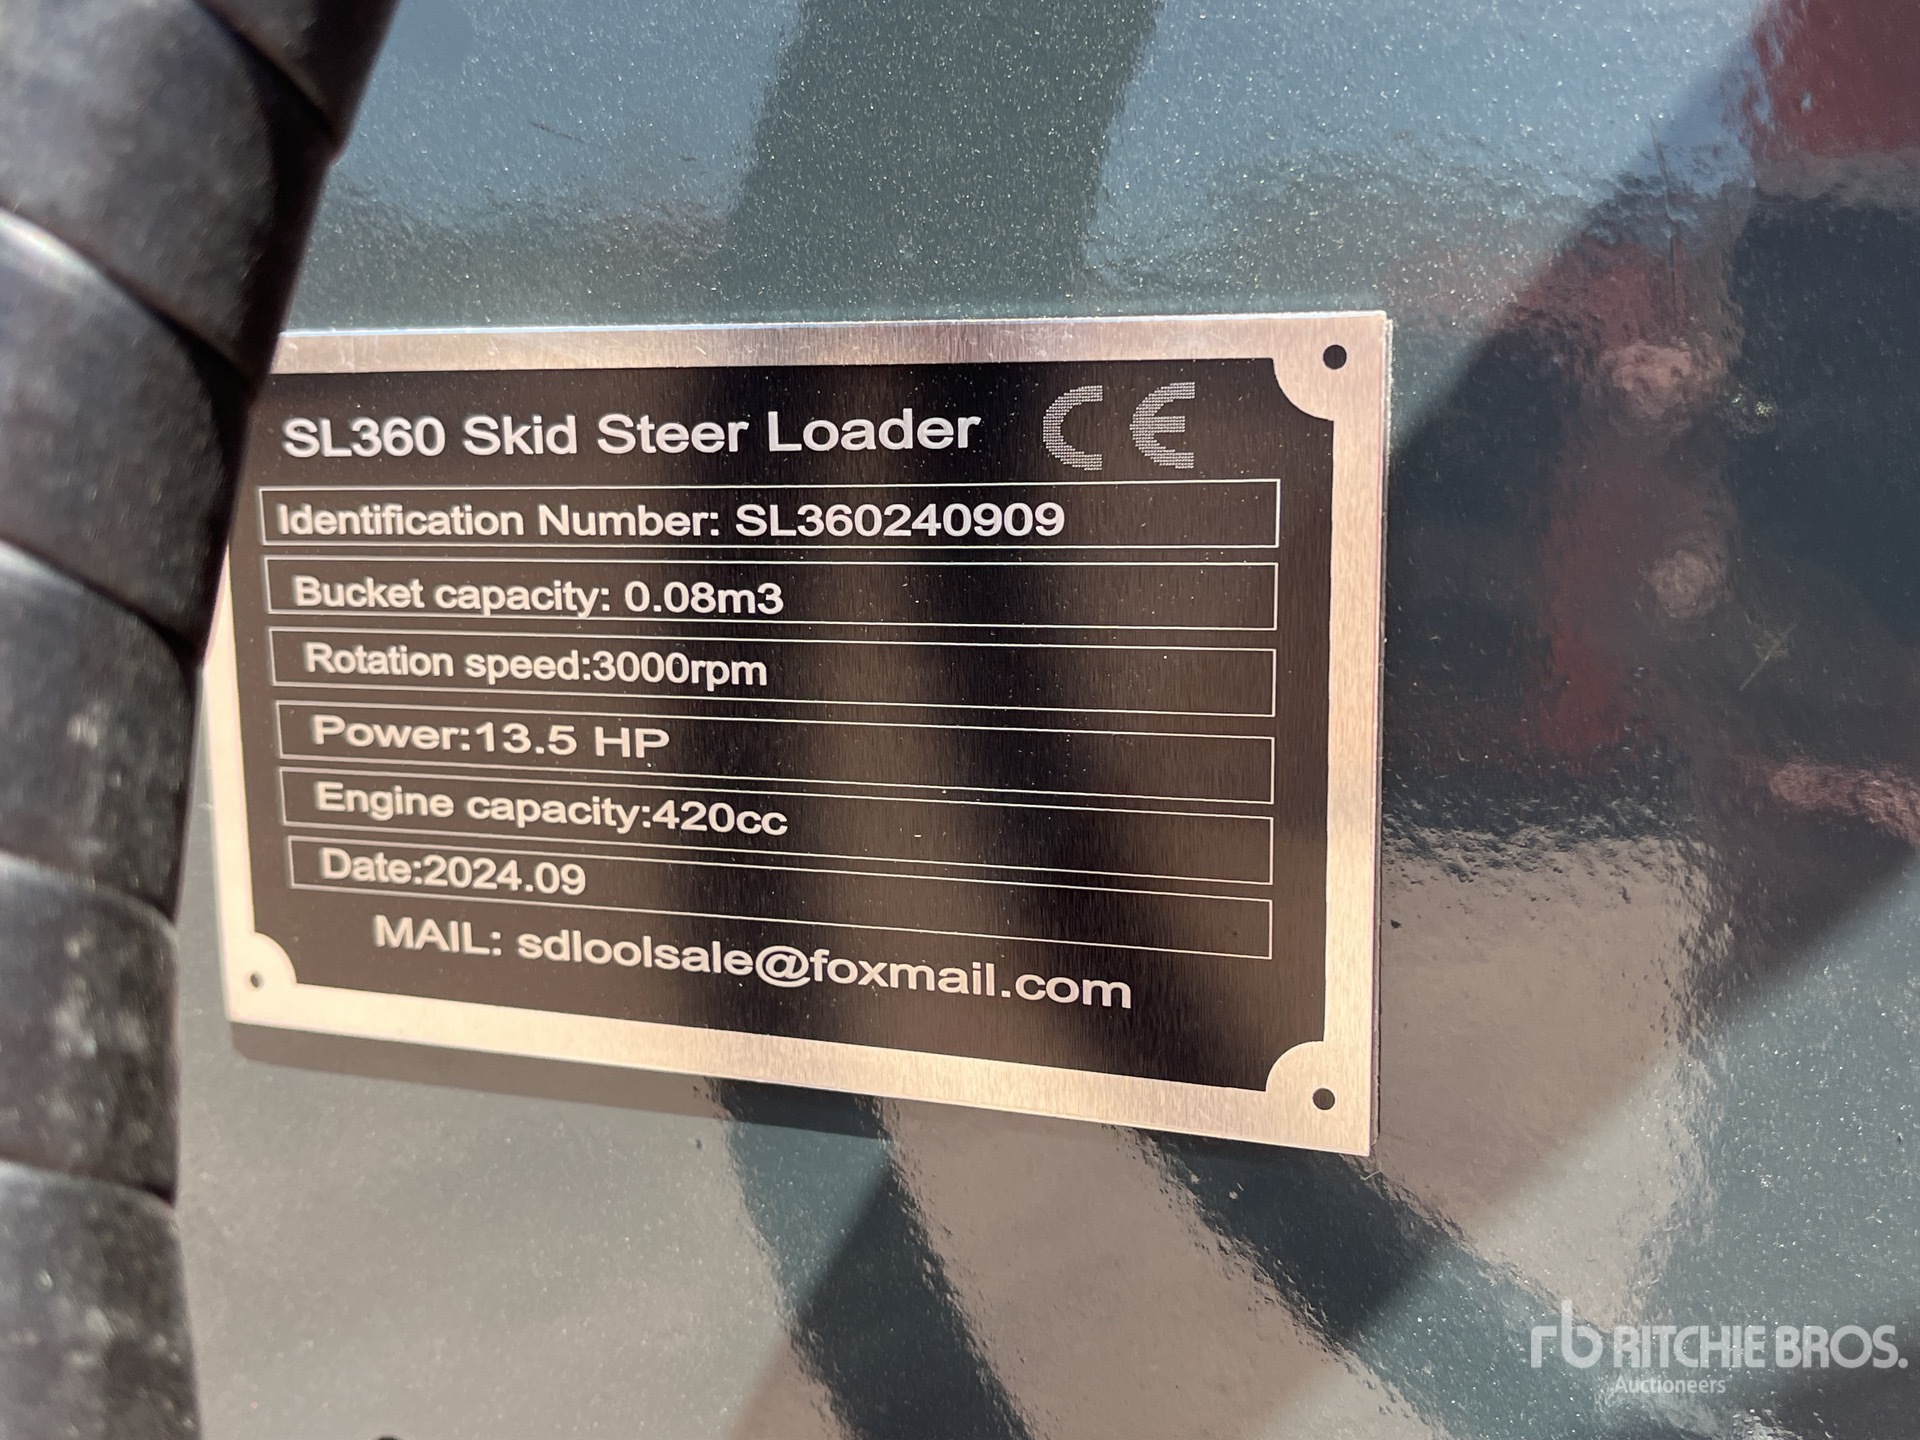 SL360 Skid Steer Loader CE
Identification Number: SL360240909
Bucket capacity: 0.08m3
Rotation speed:3000rpm
Power:13.5 HP
Engine capacity:420cc
Date:2024.09
MAIL: sdloolsale@foxmail.com
rb RITCHIE BROS.
Auctioneers